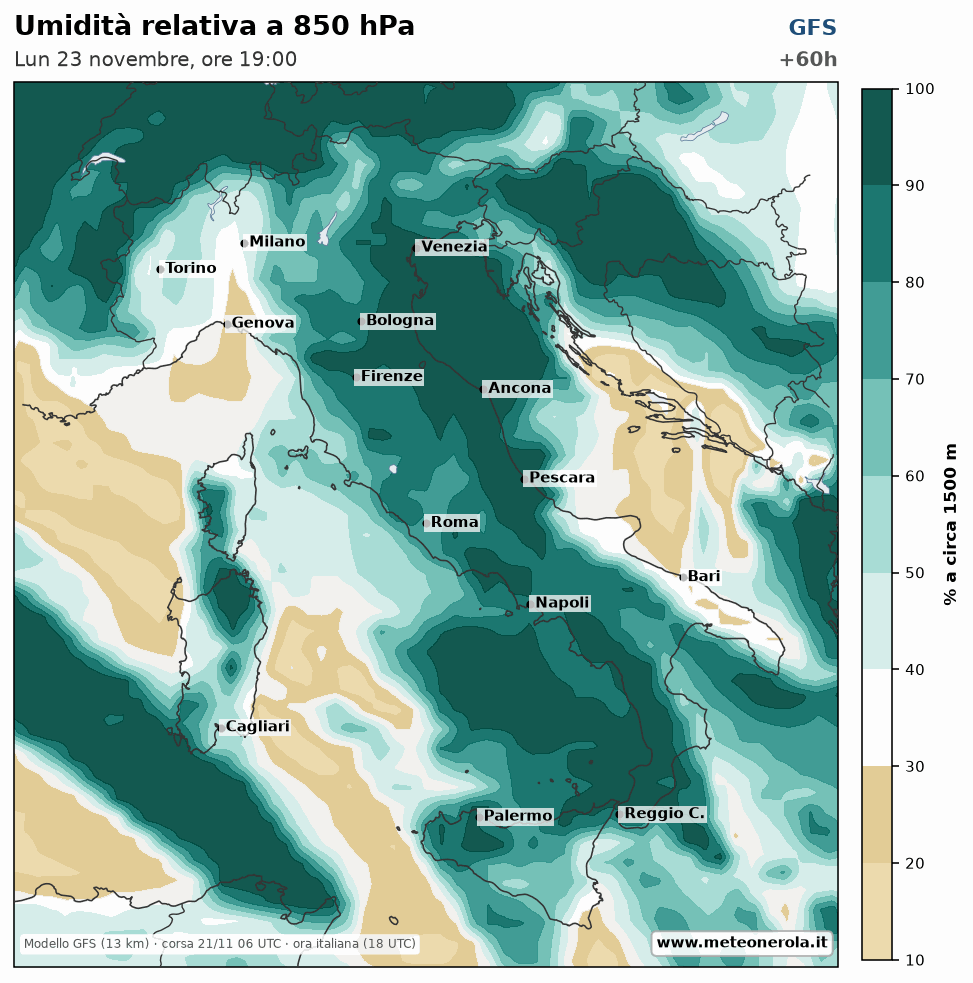 Umidità relativa a 850 hPa
GFS
Lun 23 novembre, ore 19:00
+60h
Milano
Venezia
Torino
Genova
Bologna
Firenze
Ancona
Pescara
Roma
Bari
Napoli
Cagliari
Palermo
Reggio C.
Modello GFS (13 km) · corsa 21/11 06 UTC · ora italiana (18 UTC)
www.meteonerola.it
100
90
80
70
60
50
40
30
20
10
% a circa 1500 m